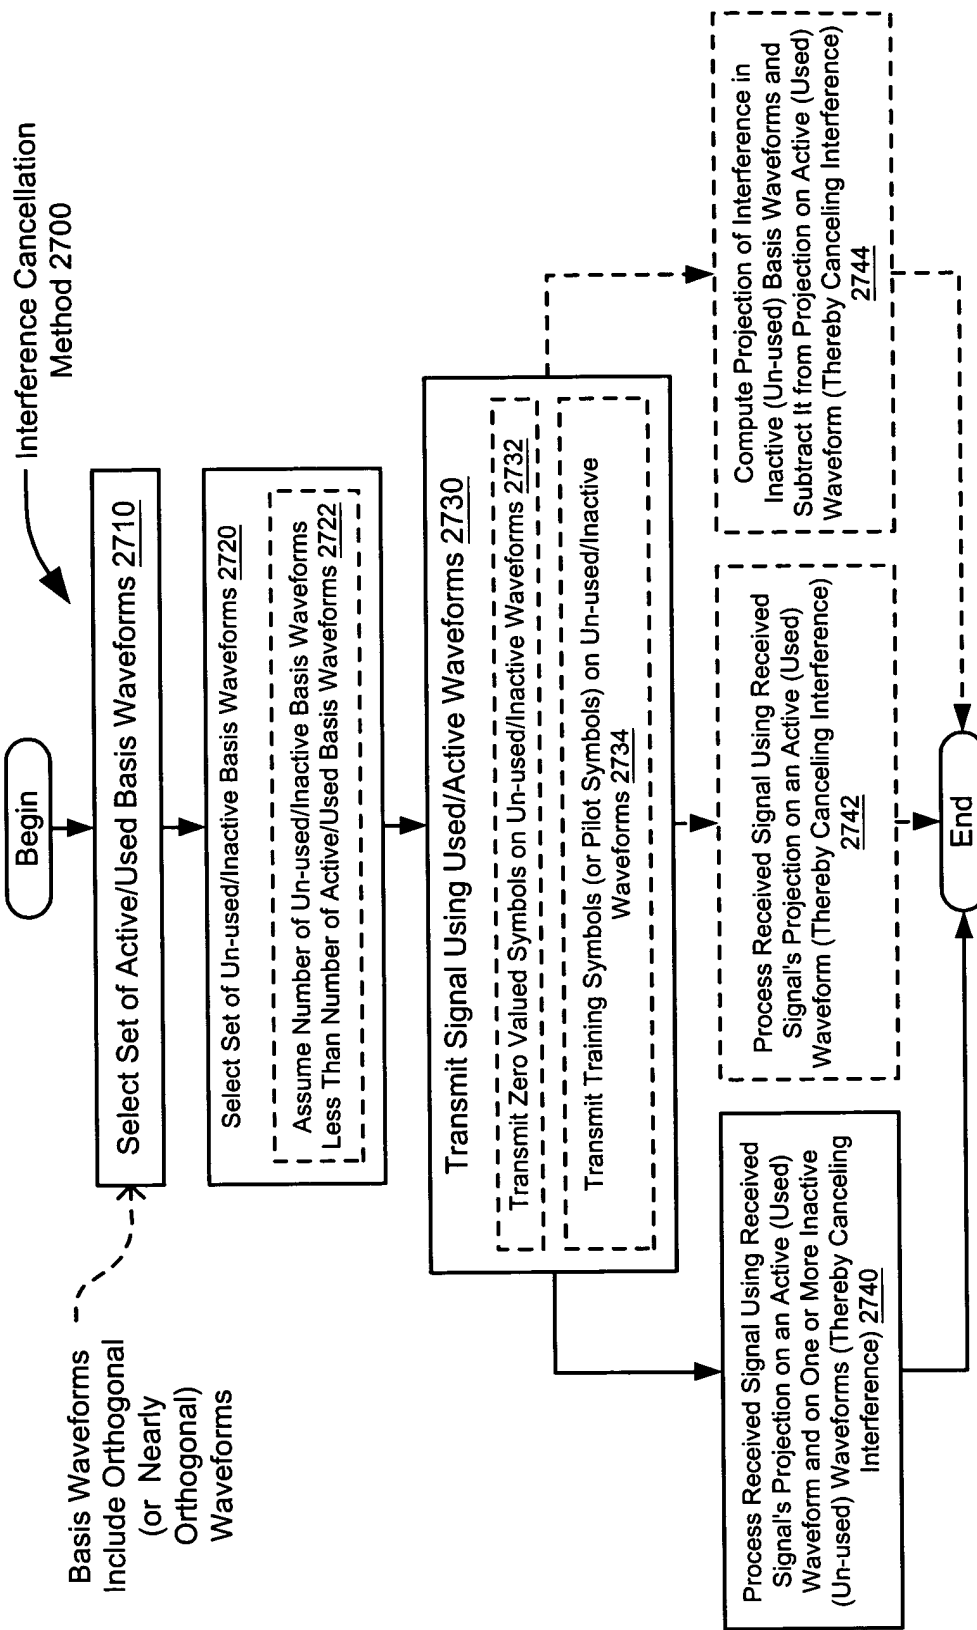 Interference Cancellation
Method 2700
Begin
Basis Waveforms
Include Orthogonal
(or Nearly
Orthogonal)
Waveforms
Select Set of Active/Used Basis Waveforms 2710
Select Set of Un-used/Inactive Basis Waveforms 2720
Assume Number of Un-used/Inactive Basis Waveforms
Less Than Number of Active/Used Basis Waveforms 2722
Transmit Signal Using Used/Active Waveforms 2730
Transmit Zero Valued Symbols on Un-used/Inactive Waveforms 2732
Transmit Training Symbols (or Pilot Symbols) on Un-used/Inactive
Waveforms 2734
Process Received Signal Using Received
Signal's Projection on an Active (Used)
Waveform and on One or More Inactive
(Un-used) Waveforms (Thereby Canceling
Interference) 2740
Process Received Signal Using Received
Signal's Projection on an Active (Used)
Waveform (Thereby Canceling Interference)
2742
Compute Projection of Interference in
Inactive (Un-used) Basis Waveforms and
Subtract It from Projection on Active (Used)
Waveform (Thereby Canceling Interference)
2744
End